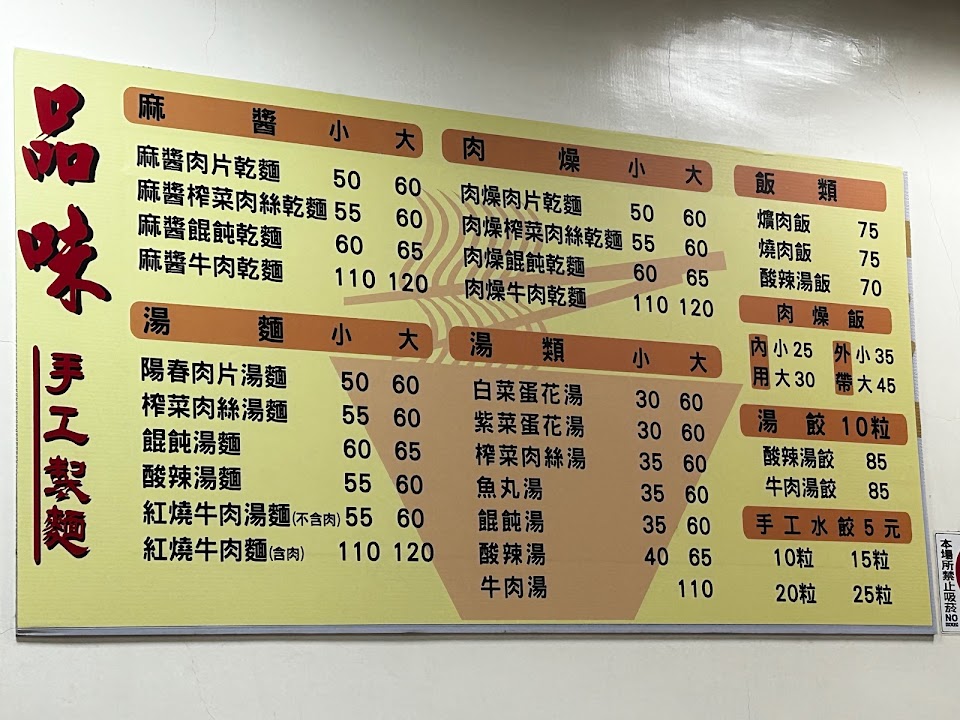 品味
手工製麵
麻 醬 小 大
麻醬肉片乾麵 50 60
麻醬榨菜肉絲乾麵 55 60
麻醬餛飩乾麵 60 65
麻醬牛肉乾麵 110 120
湯 麵 小 大
陽春肉片湯麵 50 60
榨菜肉絲湯麵 55 60
餛飩湯麵 60 65
酸辣湯麵 55 60
紅燒牛肉湯麵(不含肉) 55 60
紅燒牛肉麵(含肉) 110 120
肉 燥 小 大
肉燥肉片乾麵 50 60
肉燥榨菜肉絲乾麵 55 60
肉燥餛飩乾麵 60 65
肉燥牛肉乾麵 110 120
湯 類 小 大
白菜蛋花湯 30 60
紫菜蛋花湯 30 60
榨菜肉絲湯 35 60
魚丸湯 35 60
餛飩湯 35 60
酸辣湯 40 65
牛肉湯 110
飯 類
爌肉飯 75
燒肉飯 75
酸辣湯飯 70
肉 燥 飯
內用 小25 大30
外帶 小35 大45
湯 餃 10粒
酸辣湯餃 85
牛肉湯餃 85
手工水餃5元
10粒 15粒
20粒 25粒
本場所禁止吸菸
NO